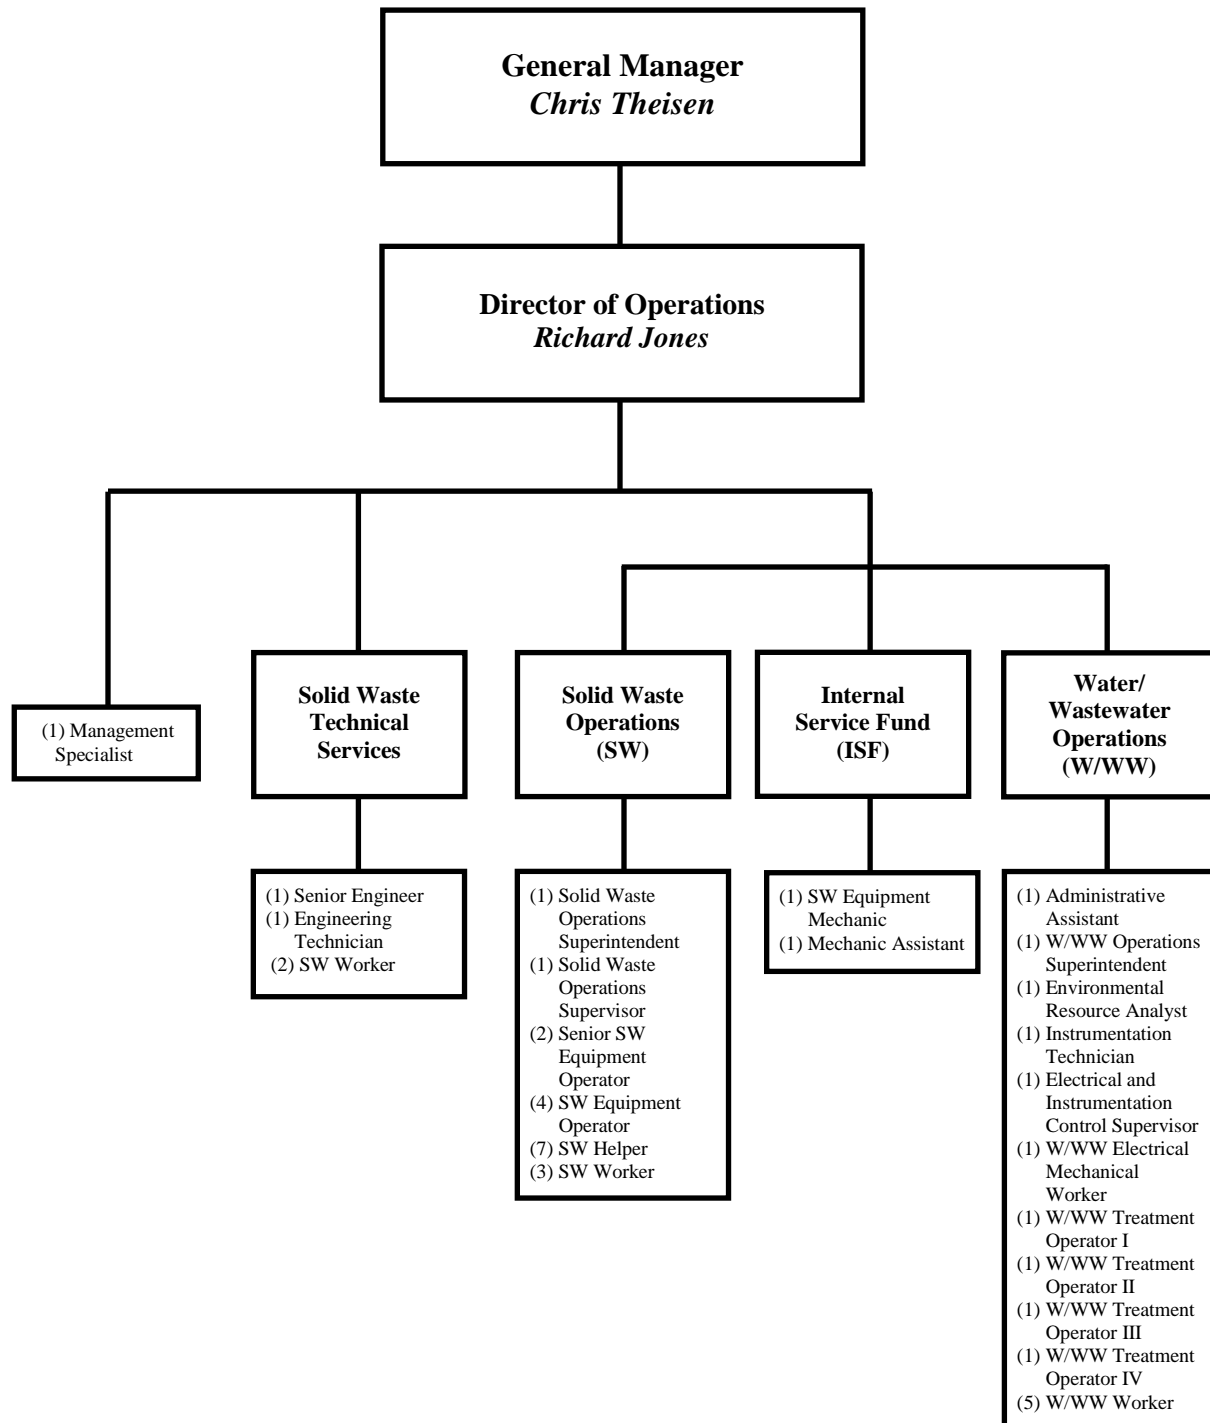 General Manager
Chris Theisen
Director of Operations
Richard Jones
(1) Management
Specialist
Solid Waste
Technical
Services
Solid Waste
Operations
(SW)
Internal
Service Fund
(ISF)
Water/
Wastewater
Operations
(W/WW)
(1) Senior Engineer
(1) Engineering
Technician
(2) SW Worker
(1) Solid Waste
Operations
Superintendent
(1) Solid Waste
Operations
Supervisor
(2) Senior SW
Equipment
Operator
(4) SW Equipment
Operator
(7) SW Helper
(3) SW Worker
(1) SW Equipment
Mechanic
(1) Mechanic Assistant
(1) Administrative
Assistant
(1) W/WW Operations
Superintendent
(1) Environmental
Resource Analyst
(1) Instrumentation
Technician
(1) Electrical and
Instrumentation
Control Supervisor
(1) W/WW Electrical
Mechanical
Worker
(1) W/WW Treatment
Operator I
(1) W/WW Treatment
Operator II
(1) W/WW Treatment
Operator III
(1) W/WW Treatment
Operator IV
(5) W/WW Worker